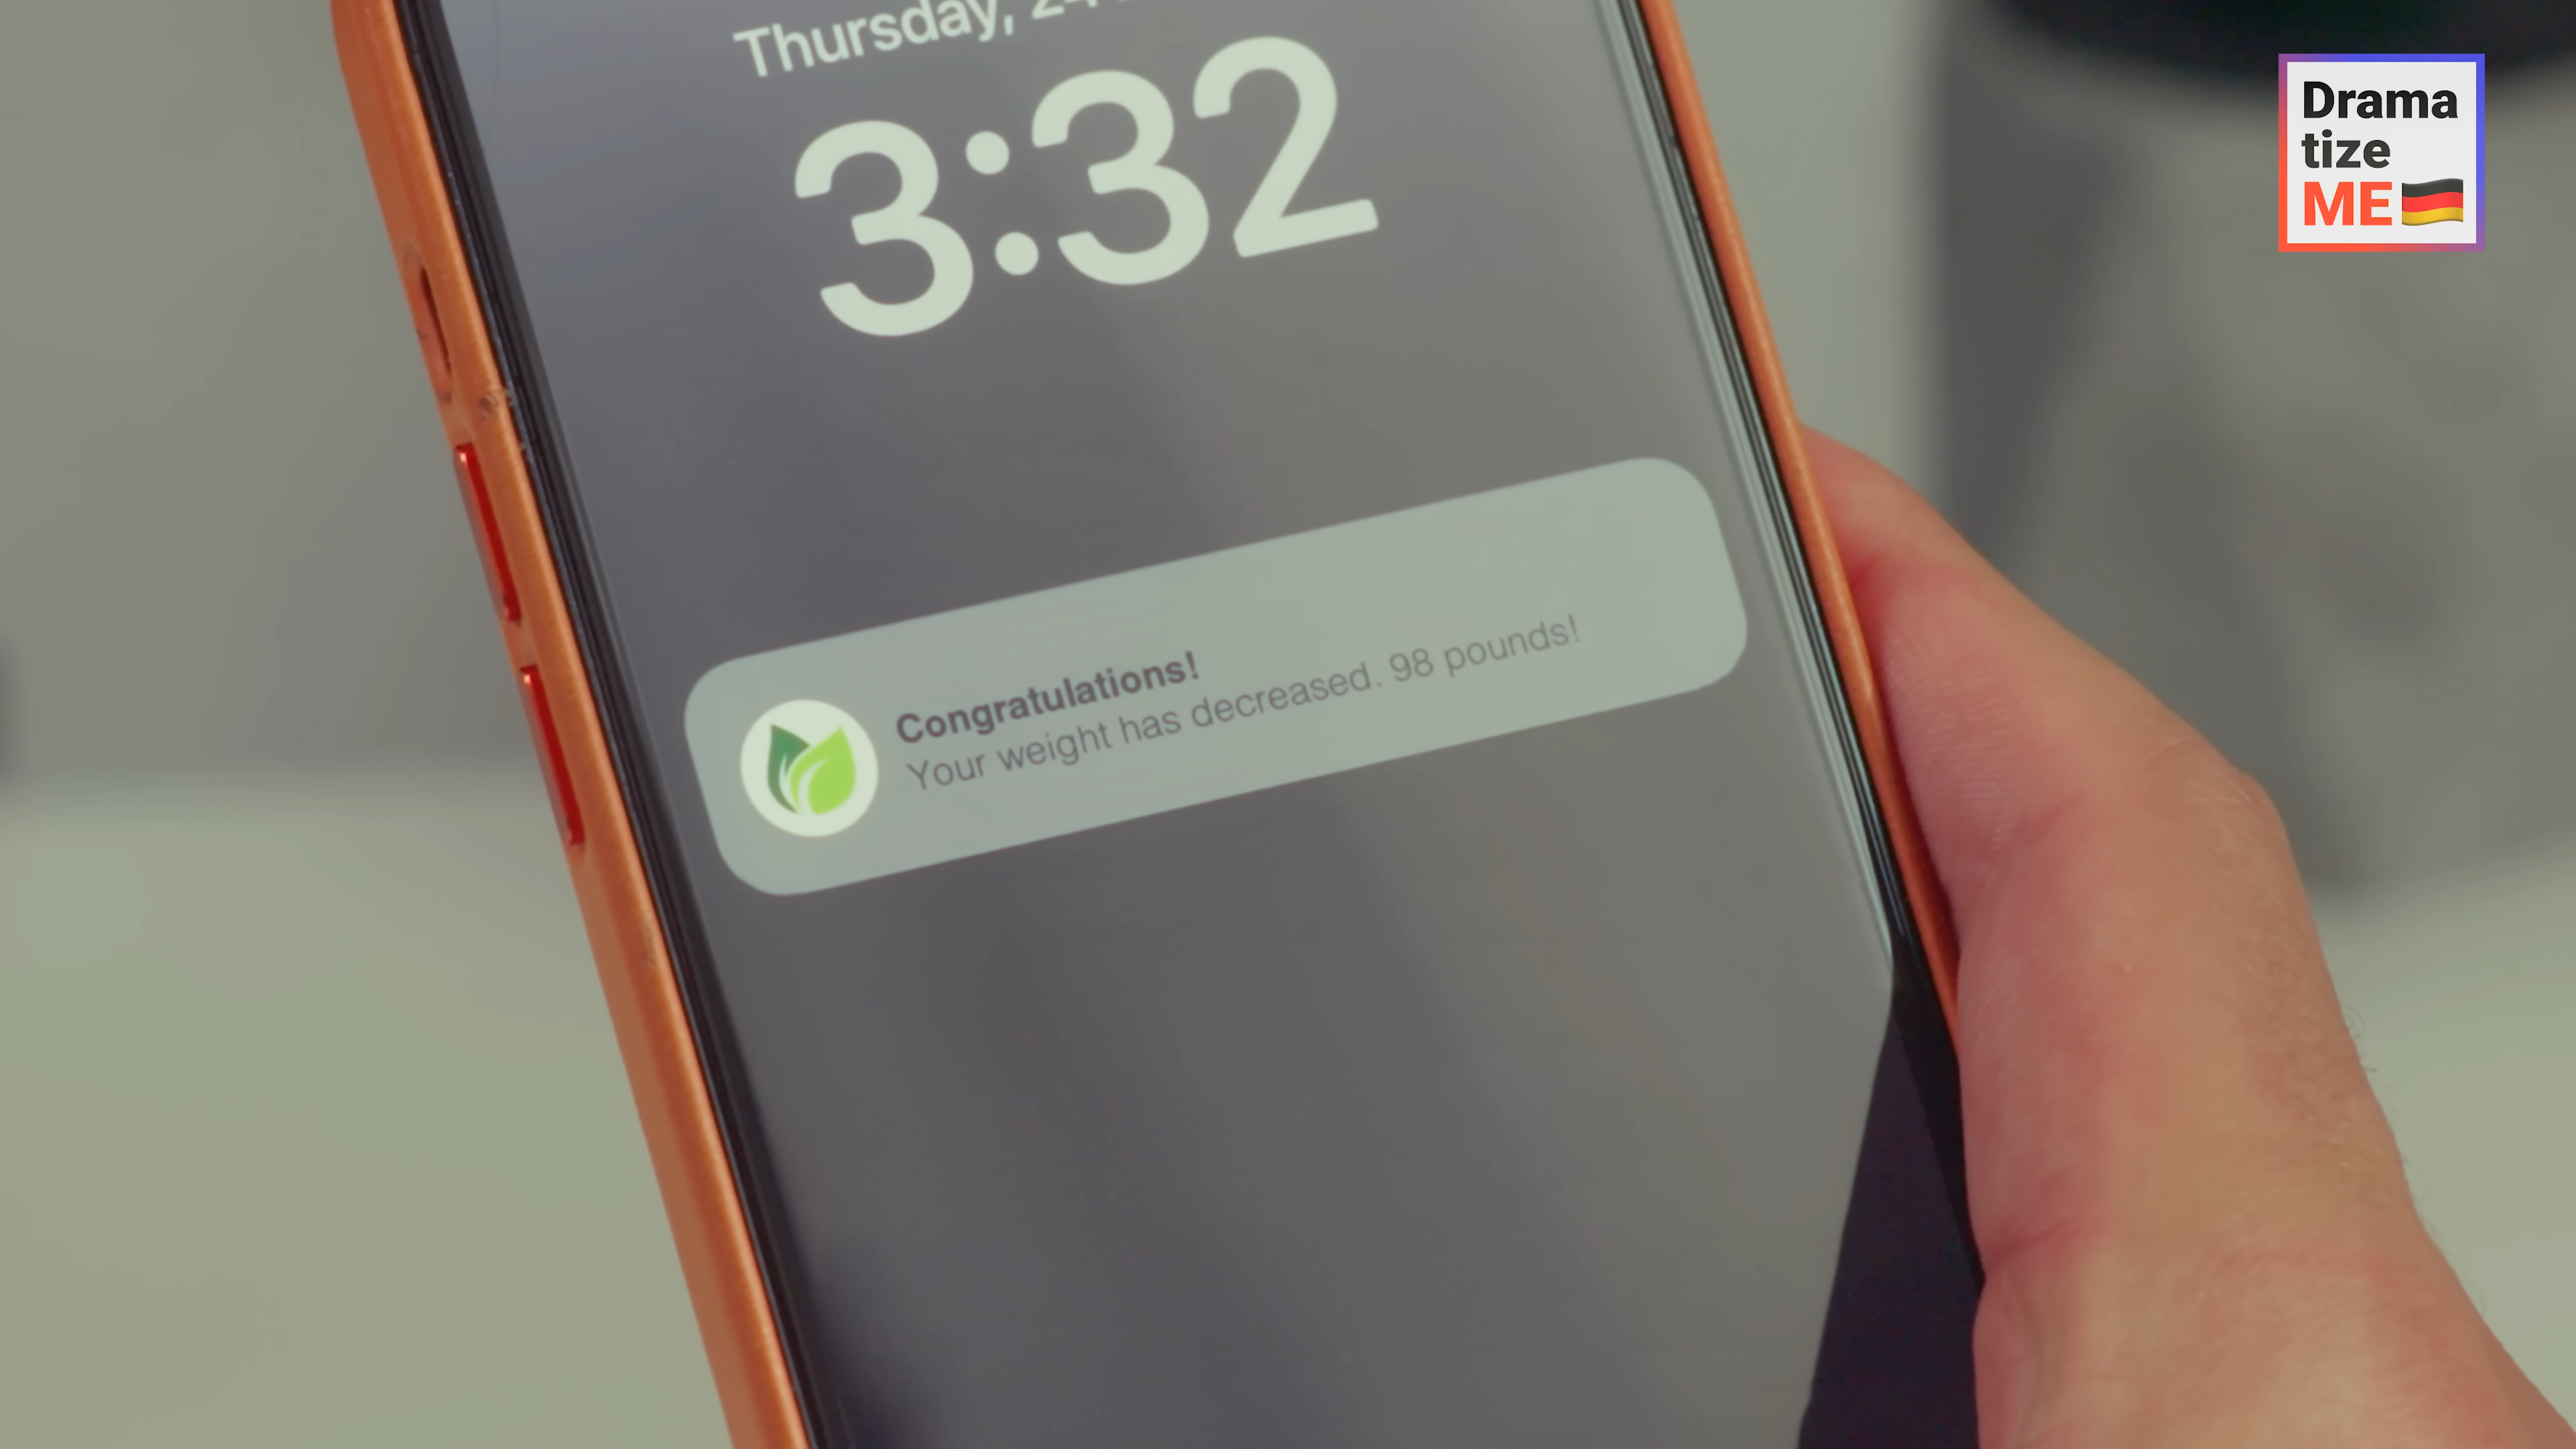 Thursday,
3:32
Congratulations!
Your weight has decreased. 98 pounds!
Drama
tize
ME